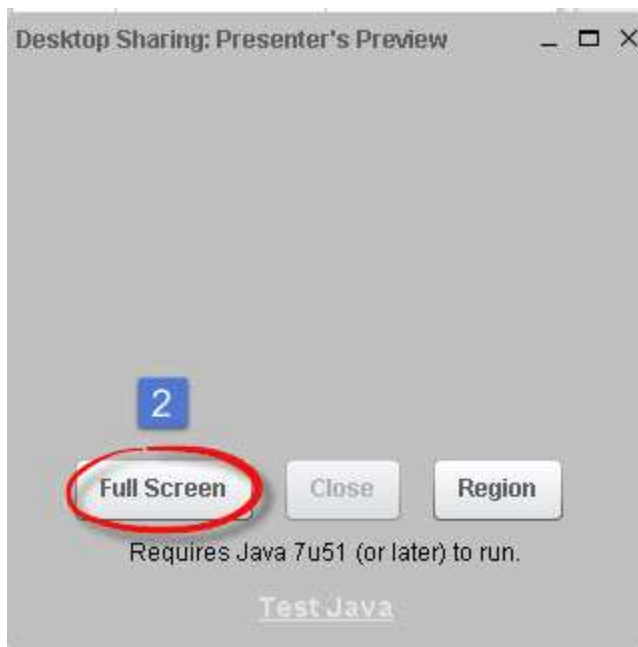 Desktop Sharing: Presenter's Preview
2
Full Screen Close Region
Requires Java 7u51 (or later) to run.
Test Java